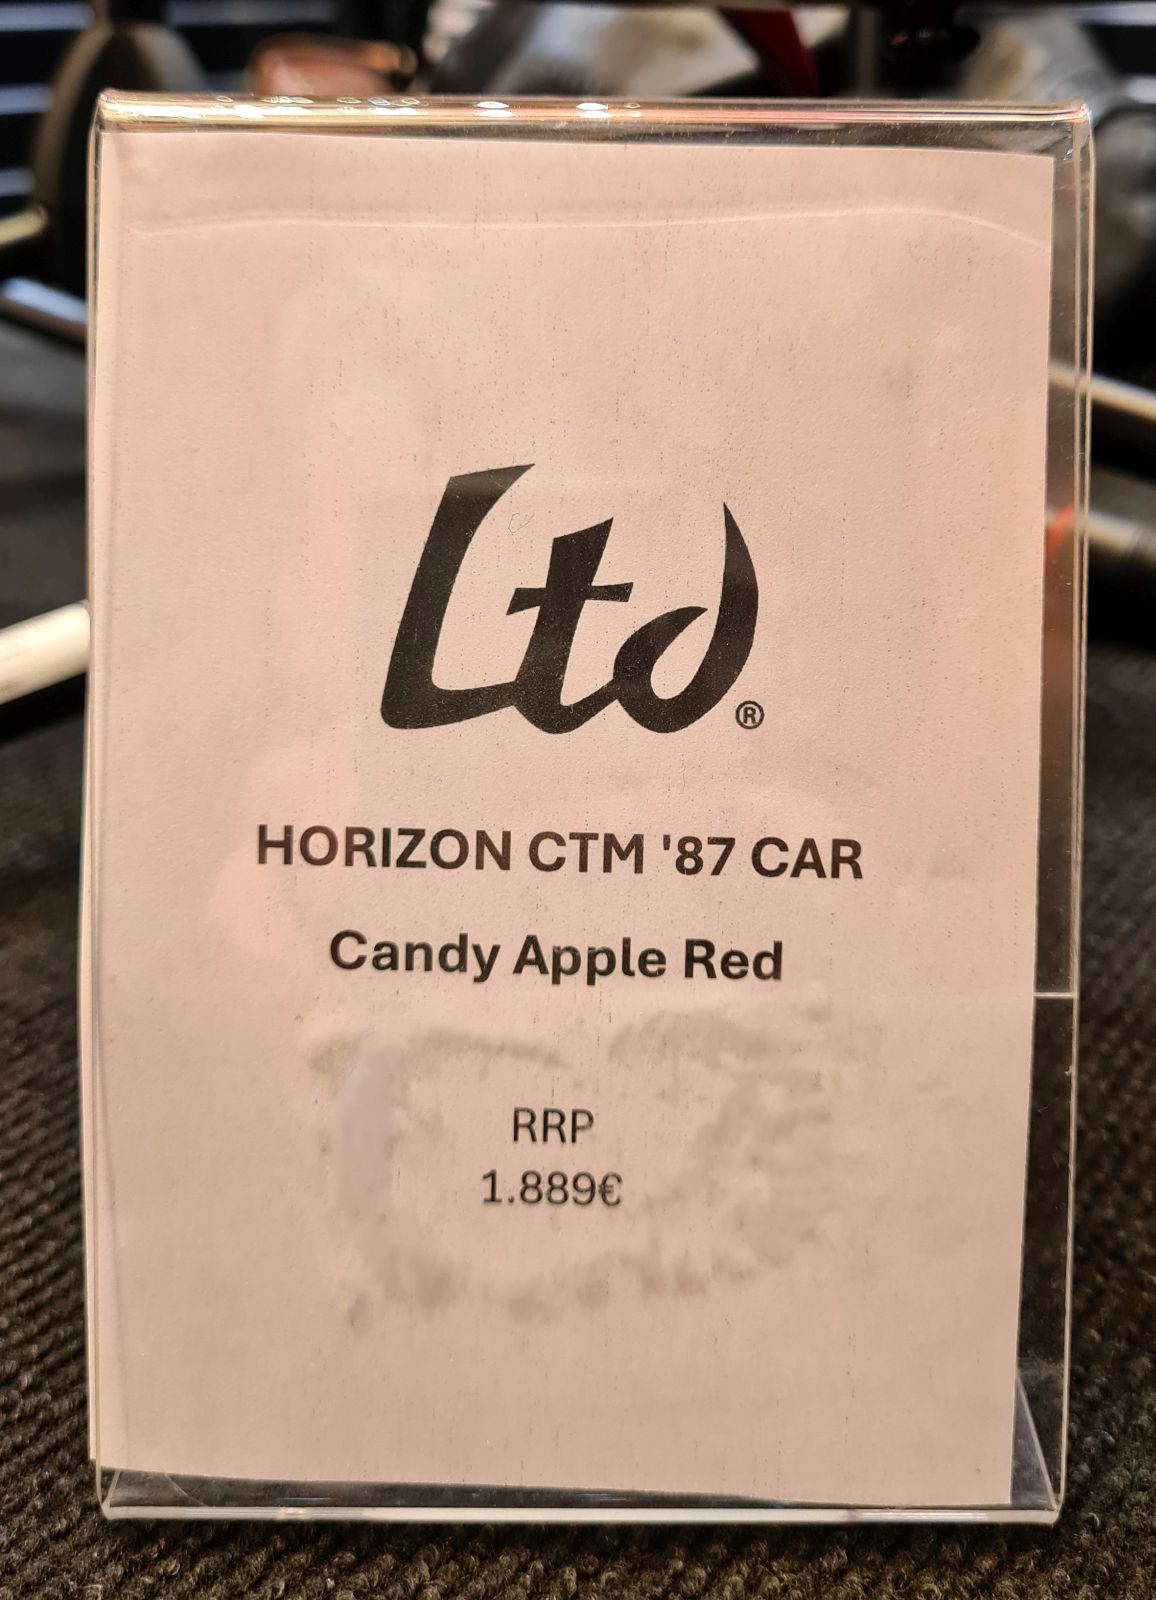 Ltd®
HORIZON CTM '87 CAR
Candy Apple Red
RRP
1.889€